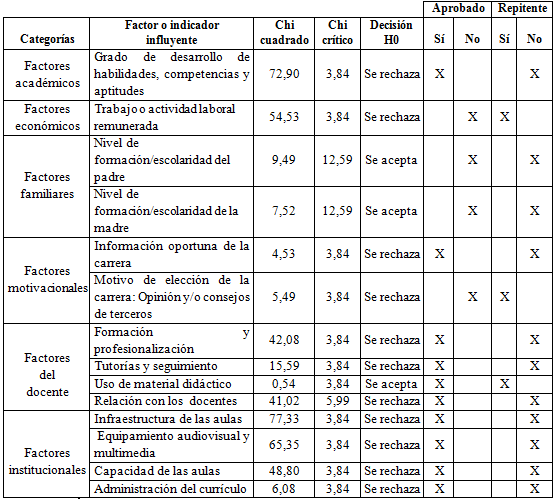 Aprobado Repitente
Categorías Factor o indicador influyente Chi cuadrado Chi crítico Decisión H0 Sí No Sí No
Factores académicos Grado de desarrollo de habilidades, competencias y aptitudes 72,90 3,84 Se rechaza X X
Factores económicos Trabajo o actividad laboral remunerada 54,53 3,84 Se rechaza X X
Factores familiares Nivel de formación/escolaridad del padre 9,49 12,59 Se acepta X X
Nivel de formación/escolaridad de la madre 7,52 12,59 Se acepta X X
Factores motivacionales Información oportuna de la carrera 4,53 3,84 Se rechaza X X
Motivo de elección de la carrera: Opinión y/o consejos de terceros 5,49 3,84 Se rechaza X X
Factores del docente Formación y profesionalización 42,08 3,84 Se rechaza X X
Tutorías y seguimiento 15,59 3,84 Se rechaza X X
Uso de material didáctico 0,54 3,84 Se acepta X X
Relación con los docentes 41,02 5,99 Se rechaza X X
Factores institucionales Infraestructura de las aulas 77,33 3,84 Se rechaza X X
Equipamiento audiovisual y multimedia 65,35 3,84 Se rechaza X X
Capacidad de las aulas 48,80 3,84 Se rechaza X X
Administración del currículo 6,08 3,84 Se rechaza X X